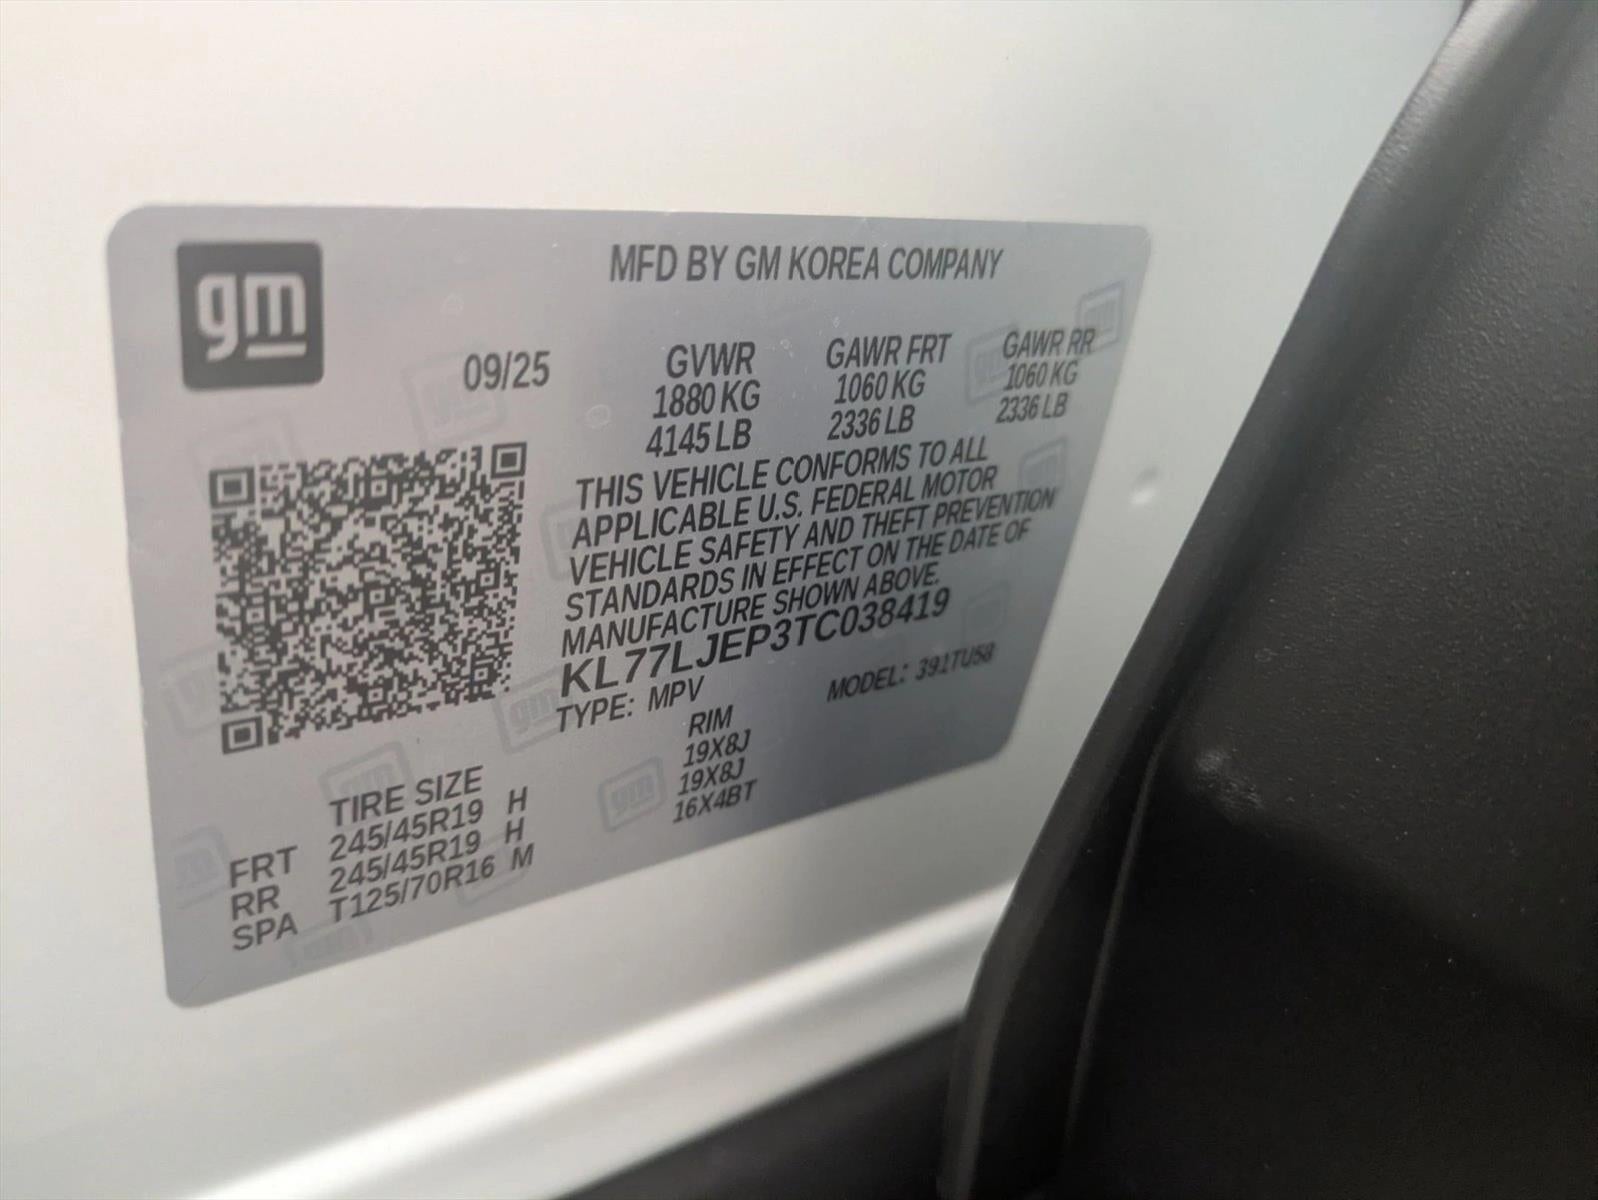 gm
MFD BY GM KOREA COMPANY
09/25
GVWR GAWR FRT GAWR RR
1880 KG 1060 KG 1060 KG
4145 LB 2336 LB 2336 LB
THIS VEHICLE CONFORMS TO ALL
APPLICABLE U.S. FEDERAL MOTOR
VEHICLE SAFETY AND THEFT PREVENTION
STANDARDS IN EFFECT ON THE DATE OF
MANUFACTURE SHOWN ABOVE.
KL77LJEP3TC038419
TYPE: MPV MODEL: 391TU58
TIRE SIZE RIM
FRT 245/45R19 H 19X8J
RR 245/45R19 H 19X8J
SPA T125/70R16 M 16X4BT